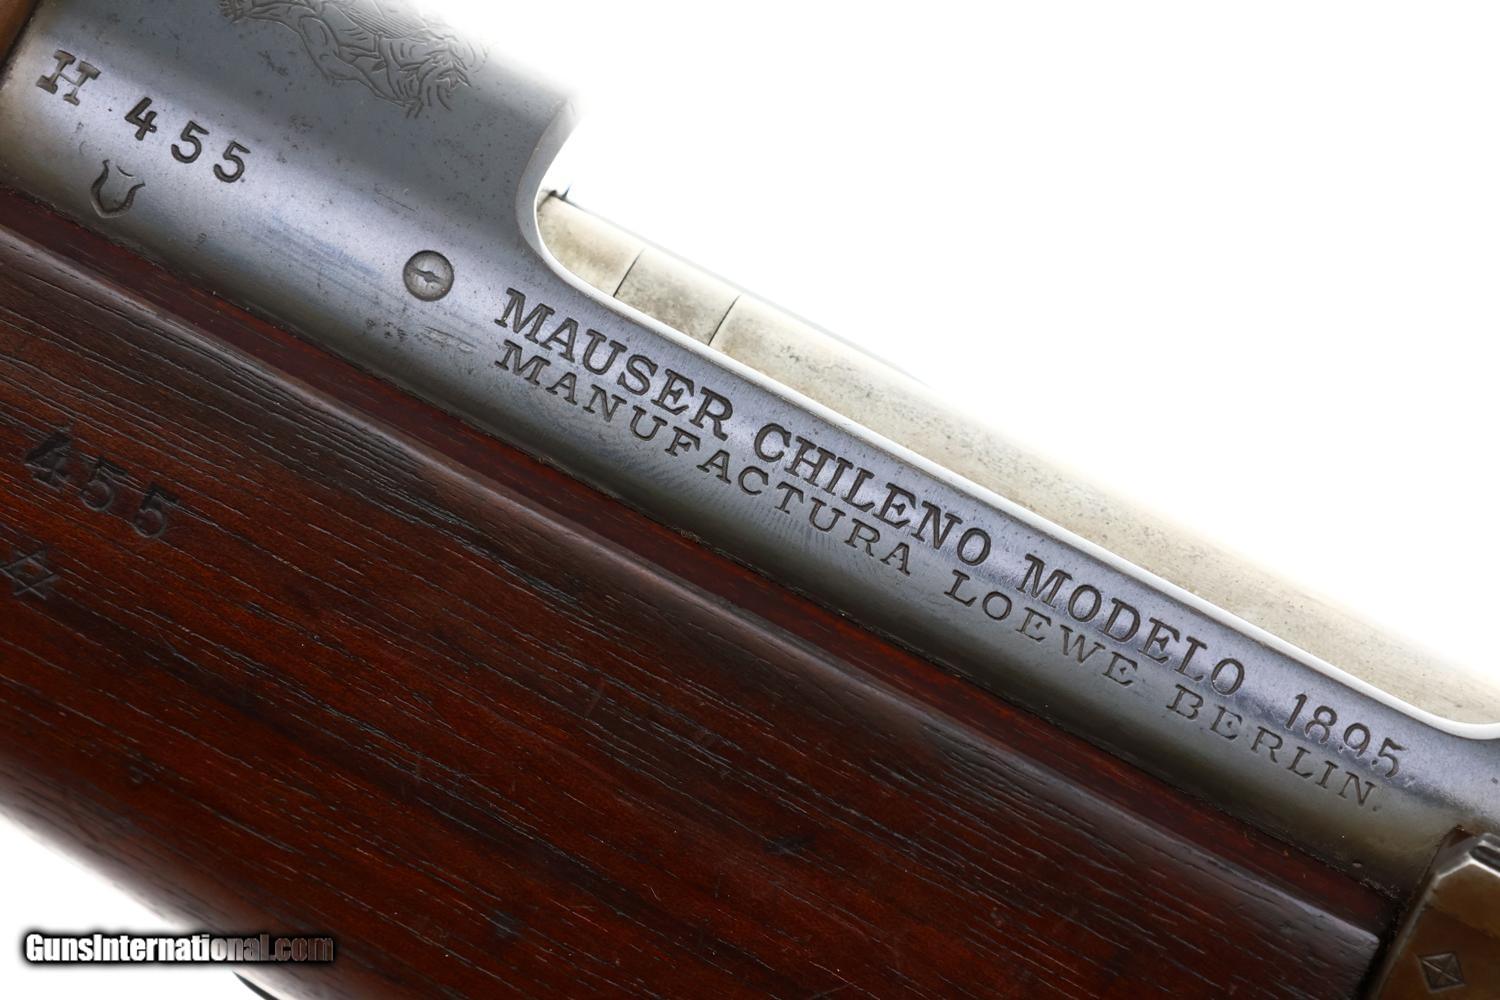 H 455
MAUSER CHILENO MODELO 1895
MANUFACTURA LOEWE BERLIN.
455
GunsInternational.com